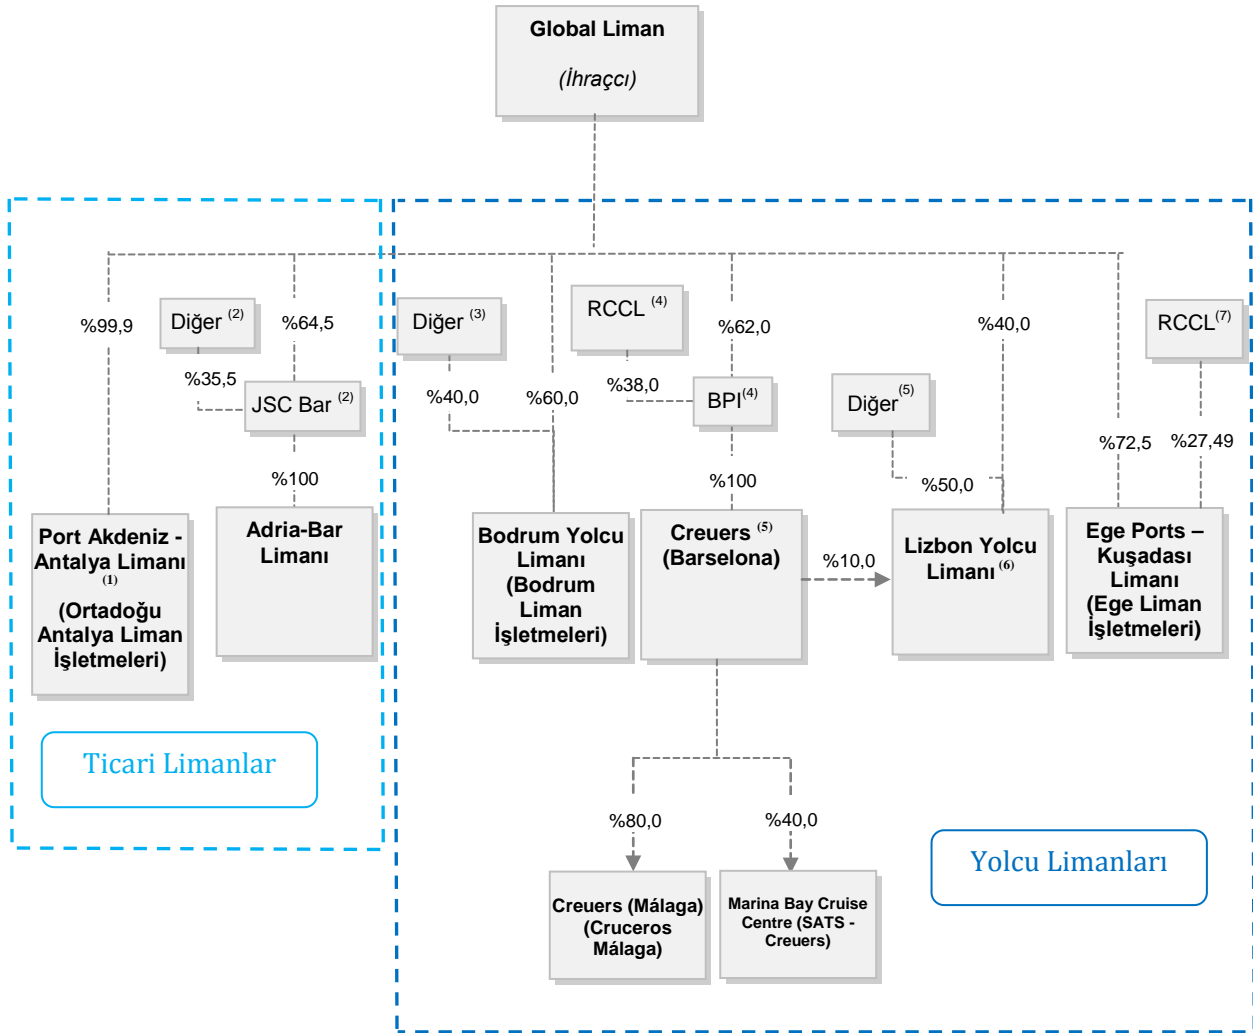 Global Liman
(İhraçcı)
%99,9
Diğer (2)
%64,5
%35,5
JSC Bar (2)
%100
Diğer (3)
%40,0
%60,0
RCCL (4)
%62,0
%38,0
BPI(4)
%100
%40,0
Diğer(5)
%50,0
RCCL(7)
%72,5
%27,49
Port Akdeniz -
Antalya Limanı
(1)
(Ortadoğu
Antalya Liman
İşletmeleri)
Adria-Bar
Limanı
Bodrum Yolcu
Limanı
(Bodrum
Liman
İşletmeleri)
Creuers (5)
(Barselona)
%10,0
Lizbon Yolcu
Limanı(6)
Ege Ports –
Kuşadası
Limanı
(Ege Liman
İşletmeleri)
Ticari Limanlar
%80,0
%40,0
Yolcu Limanları
Creuers (Málaga)
(Cruceros
Málaga)
Marina Bay Cruise
Centre (SATS -
Creuers)